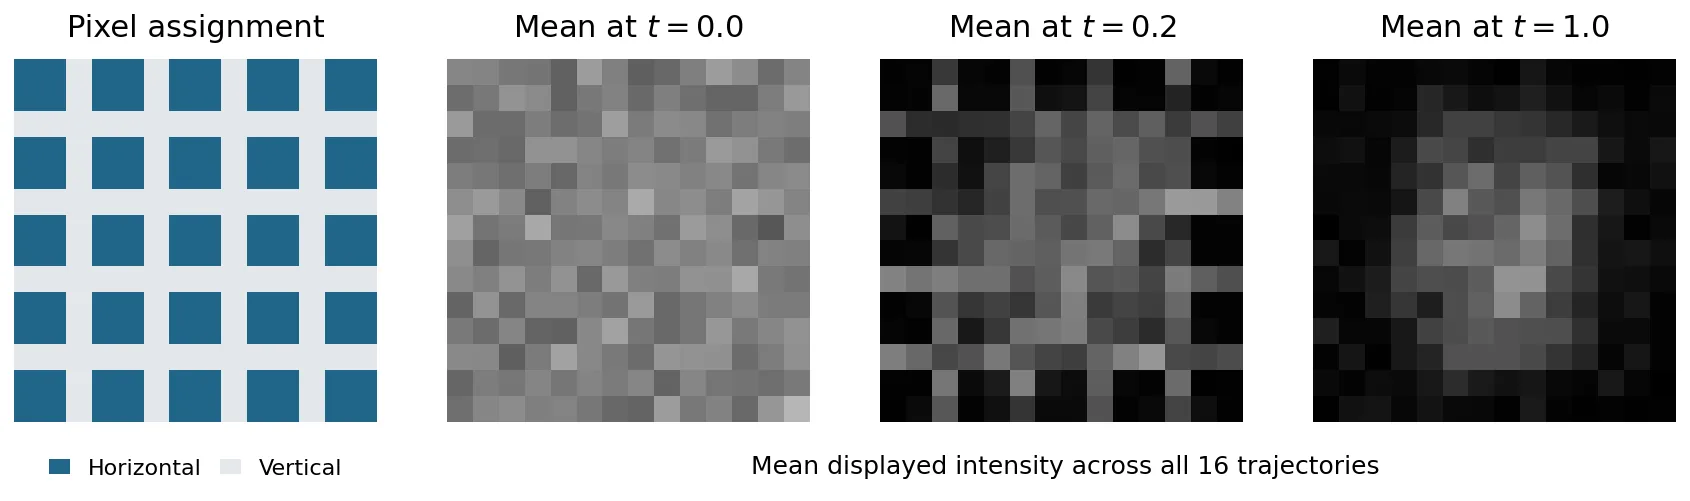 Pixel assignment
Mean at t = 0.0
Mean at t = 0.2
Mean at t = 1.0
Horizontal
Vertical
Mean displayed intensity across all 16 trajectories